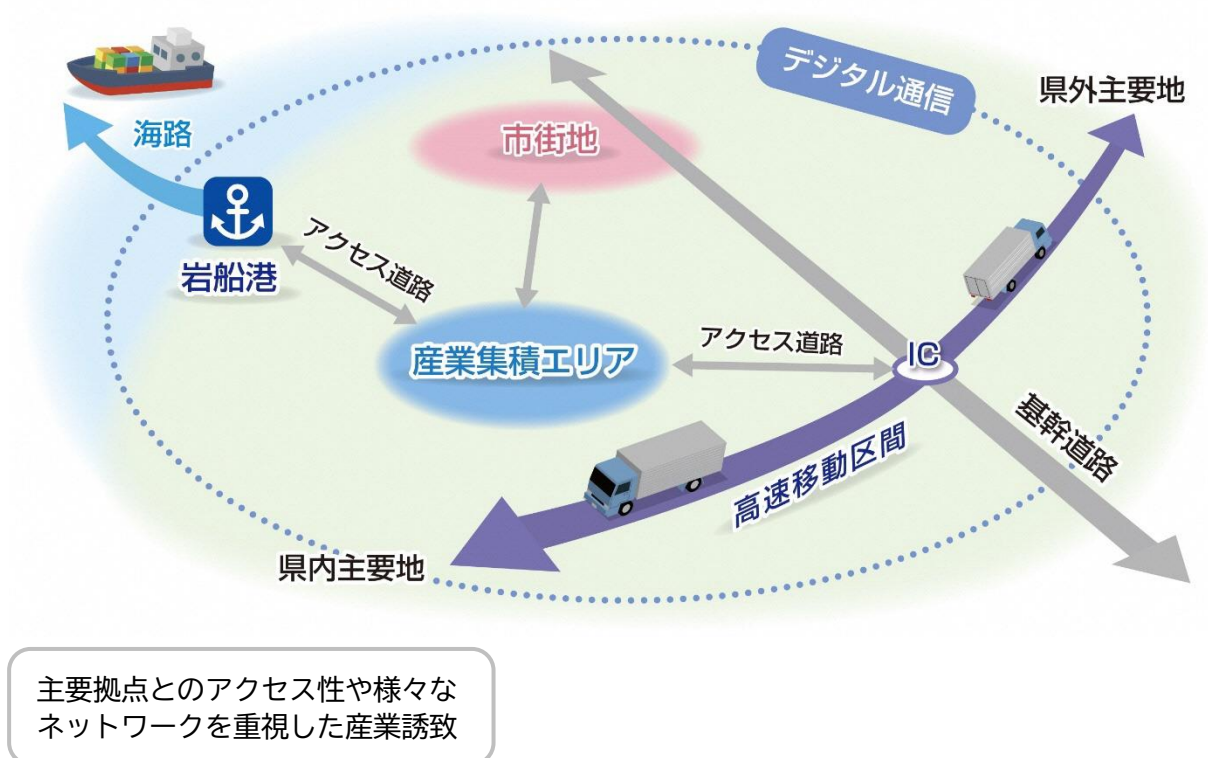 デジタル通信
県外主要地
海路
市街地
岩船港
アクセス道路
産業集積エリア
アクセス道路
IC
基幹道路
高速移動区間
県内主要地
主要拠点とのアクセス性や様々な
ネットワークを重視した産業誘致